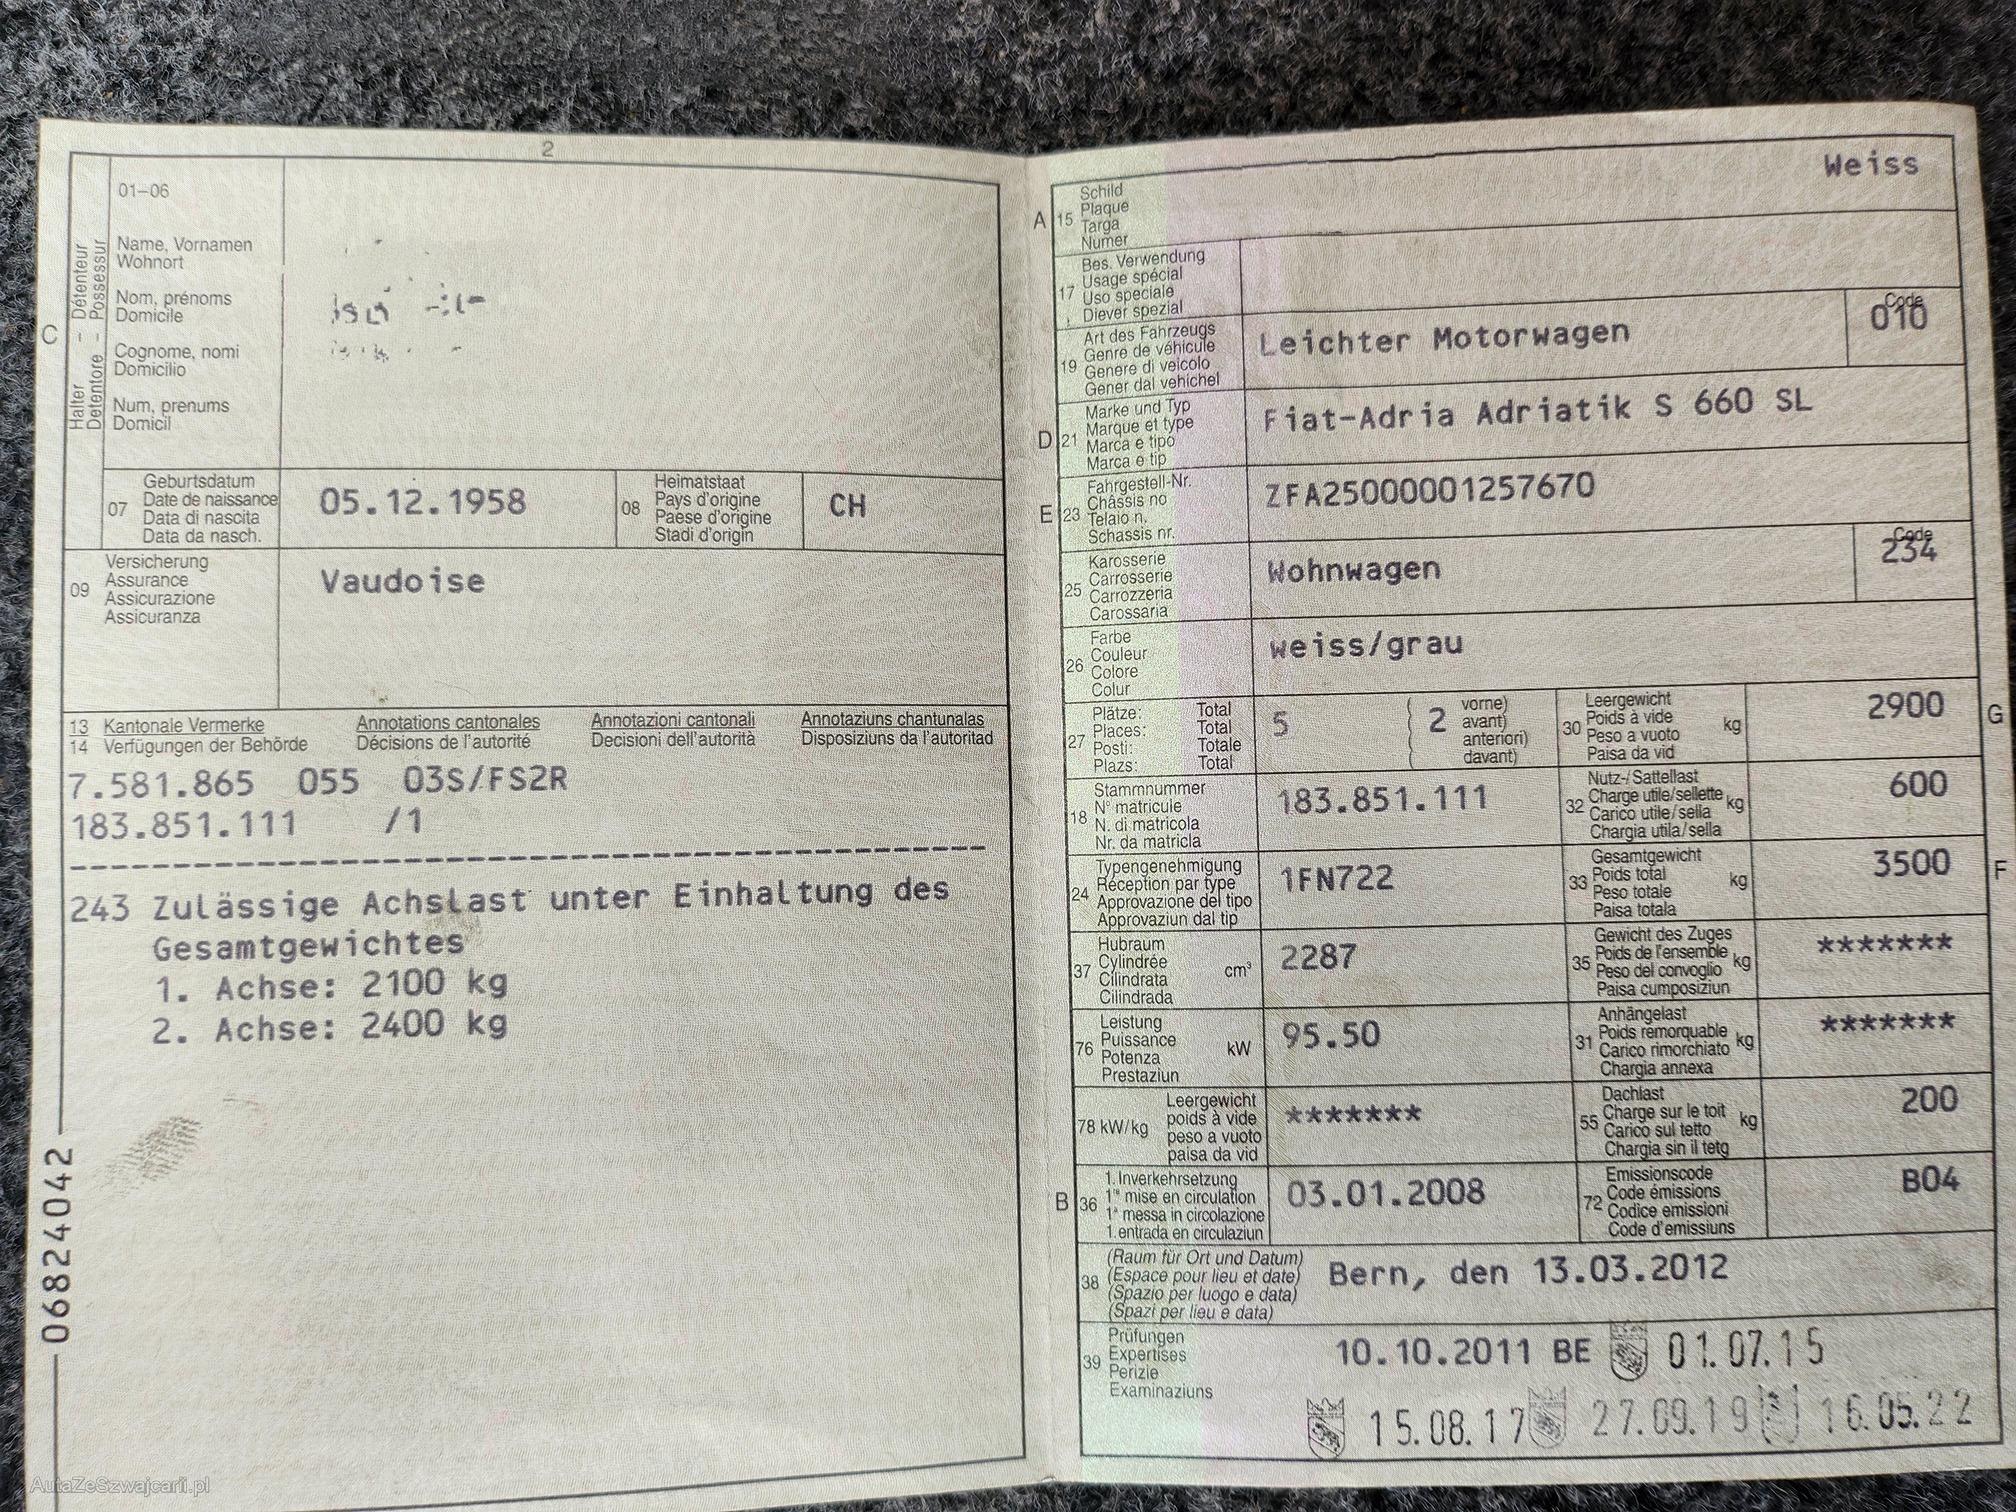 2
01–06
Halter – Détenteur
Detentore – Possessur
C
Name, Vornamen
Wohnort
Nom, prénoms
Domicile
Cognome, nomi
Domicilio
Num, prenums
Domicil
07
Geburtsdatum
Date de naissance
Data di nascita
Data da nasch.
05.12.1958
08
Heimatstaat
Pays d'origine
Paese d'origine
Stadi d'origin
CH
09
Versicherung
Assurance
Assicurazione
Assicuranza
Vaudoise
13 Kantonale Vermerke Annotations cantonales Annotazioni cantonali Annotaziuns chantunalas
14 Verfügungen der Behörde Décisions de l'autorité Decisioni dell'autorità Disposiziuns da l'autoritad
7.581.865 055 03S/FS2R
183.851.111 /1
243 Zulässige Achslast unter Einhaltung des
Gesamtgewichtes
1. Achse: 2100 kg
2. Achse: 2400 kg
06824042
A 15
Schild
Plaque
Targa
Numer
Weiss
17
Bes. Verwendung
Usage spécial
Uso speciale
Diever spezial
19
Art des Fahrzeugs
Genre de véhicule
Genere di veicolo
Gener dal vehichel
Leichter Motorwagen
Code
010
D 21
Marke und Typ
Marque et type
Marca e tipo
Marca e tip
Fiat-Adria Adriatik S 660 SL
E 23
Fahrgestell-Nr.
Châssis no
Telaio n.
Schassis nr.
ZFA25000001257670
25
Karosserie
Carrosserie
Carrozzeria
Carossaria
Wohnwagen
Code
234
26
Farbe
Couleur
Colore
Colur
weiss/grau
27
Plätze: Total
Places: Total
Posti: Totale
Plazs: Total
5
2
vorne)
avant)
anteriori)
davant)
30
Leergewicht
Poids à vide
Peso a vuoto
Paisa da vid
kg
2900
G
18
Stammnummer
N° matricule
N. di matricola
Nr. da matricla
183.851.111
32
Nutz-/Sattellast
Charge utile/sellette
Carico utile/sella
Chargia utila/sella
kg
600
24
Typengenehmigung
Réception par type
Approvazione del tipo
Approvaziun dal tip
1FN722
33
Gesamtgewicht
Poids total
Peso totale
Paisa totala
kg
3500
F
37
Hubraum
Cylindrée
Cilindrata
Cilindrada
cm³
2287
35
Gewicht des Zuges
Poids de l'ensemble
Peso del convoglio
Paisa cumposiziun
kg
*******
76
Leistung
Puissance
Potenza
Prestaziun
kW
95.50
31
Anhängelast
Poids remorquable
Carico rimorchiato
Chargia annexa
kg
*******
78 kW/kg
Leergewicht
poids à vide
peso a vuoto
paisa da vid
*******
55
Dachlast
Charge sur le toit
Carico sul tetto
Chargia sin il tetg
kg
200
B 36
1. Inverkehrsetzung
1re mise en circulation
1a messa in circolazione
1. entrada en circulaziun
03.01.2008
72
Emissionscode
Code émissions
Codice emissioni
Code d'emissiuns
B04
38
(Raum für Ort und Datum)
(Espace pour lieu et date)
(Spazio per luogo e data)
(Spazi per lieu e data)
Bern, den 13.03.2012
39
Prüfungen
Expertises
Perizie
Examinaziuns
10.10.2011 BE 01.07.15
15.08.17 27.09.19 16.05.22
AutaZeSzwajcarii.pl